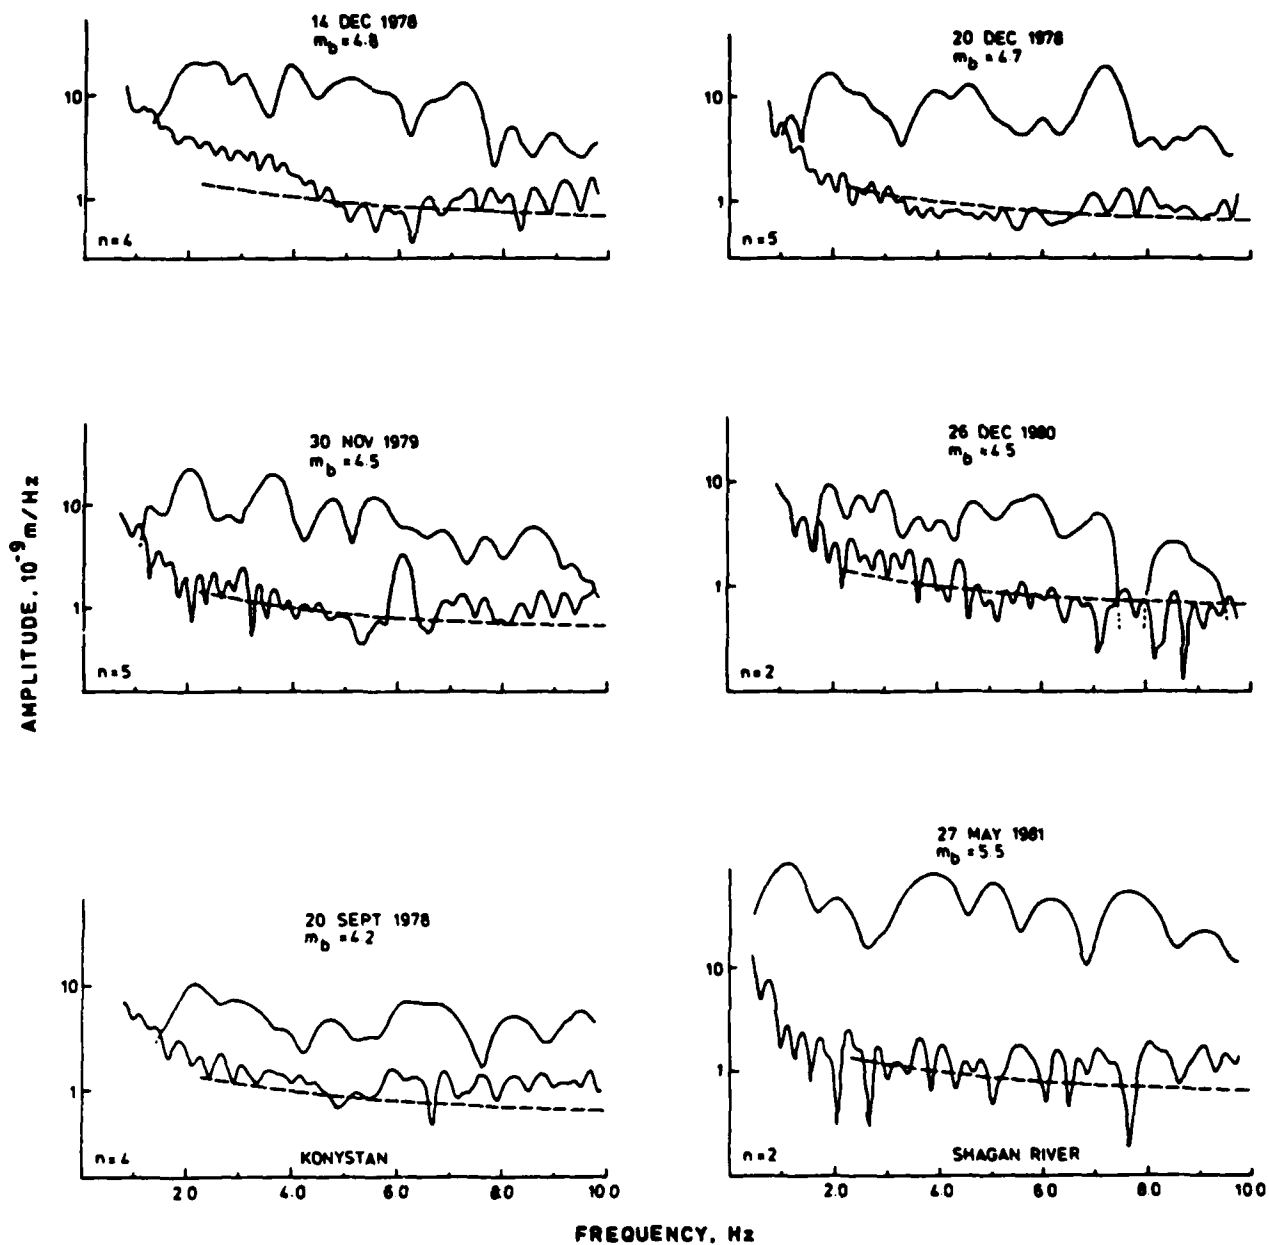 14 DEC 1978
mb = 4.8
10
1
n = 4
20 DEC 1978
mb = 4.7
10
1
n = 5
30 NOV 1979
mb = 4.5
10
1
n = 5
26 DEC 1980
mb = 4.5
10
1
n = 2
AMPLITUDE, 10-9 m/Hz
20 SEPT 1978
mb = 4.2
10
1
n = 4
KONYSTAN
2.0 4.0 6.0 8.0 10.0
27 MAY 1981
mb = 5.5
10
1
n = 2
SHAGAN RIVER
2.0 4.0 6.0 8.0 10.0
FREQUENCY, Hz